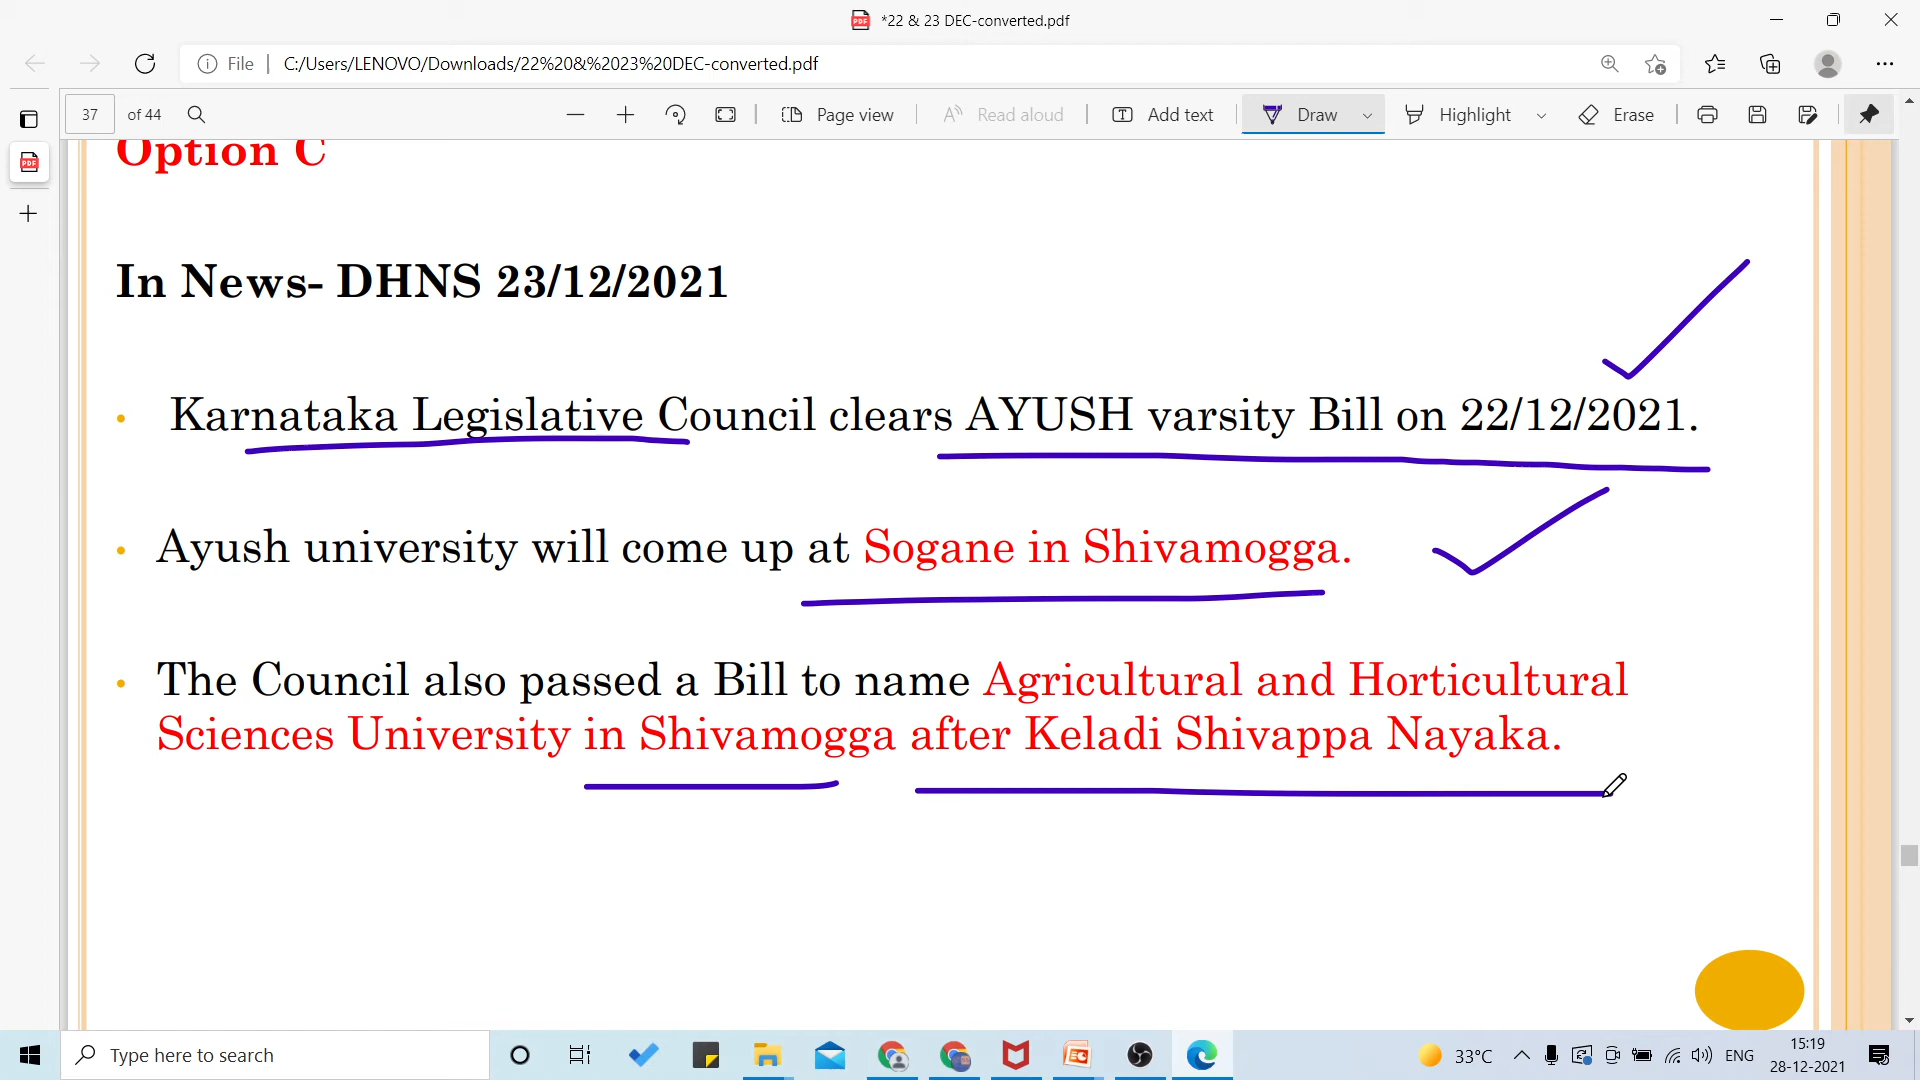 *22 & 23 DEC-converted.pdf
File C:/Users/LENOVO/Downloads/22%20&%2023%20DEC-converted.pdf
37 of 44 Page view Read aloud Add text Draw Highlight Erase
Option C
In News- DHNS 23/12/2021
• Karnataka Legislative Council clears AYUSH varsity Bill on 22/12/2021.
• Ayush university will come up at Sogane in Shivamogga.
• The Council also passed a Bill to name Agricultural and Horticultural
Sciences University in Shivamogga after Keladi Shivappa Nayaka.
Type here to search 33°C ENG 15:19
28-12-2021